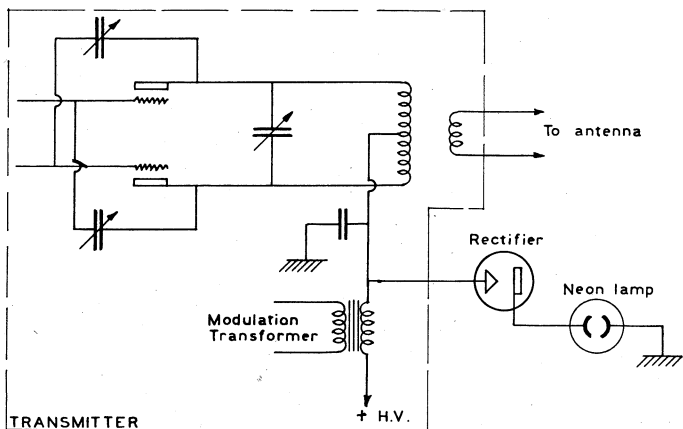 To antenna
Rectifier
Neon lamp
Modulation
Transformer
+ H.V.
TRANSMITTER